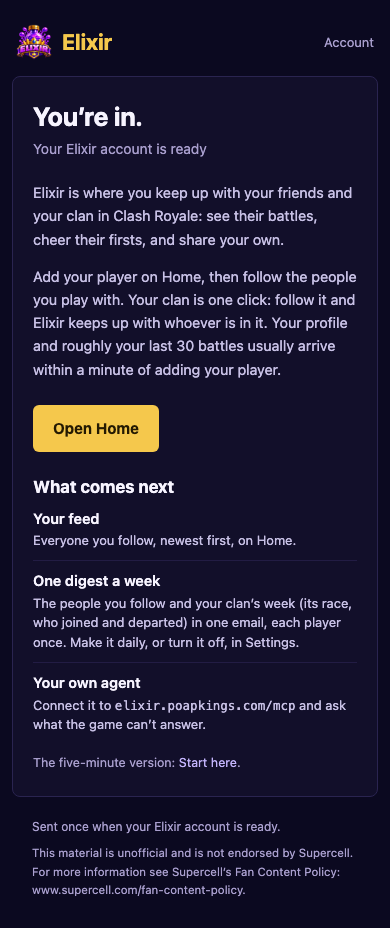 ELIXIR
Elixir
Account
You're in.
Your Elixir account is ready
Elixir is where you keep up with your friends and
your clan in Clash Royale: see their battles,
cheer their firsts, and share your own.
Add your player on Home, then follow the people
you play with. Your clan is one click: follow it and
Elixir keeps up with whoever is in it. Your profile
and roughly your last 30 battles usually arrive
within a minute of adding your player.
Open Home
What comes next
Your feed
Everyone you follow, newest first, on Home.
One digest a week
The people you follow and your clan's week (its race,
who joined and departed) in one email, each player
once. Make it daily, or turn it off, in Settings.
Your own agent
Connect it to elixir.poapkings.com/mcp and ask
what the game can't answer.
The five-minute version: Start here.
Sent once when your Elixir account is ready.
This material is unofficial and is not endorsed by Supercell.
For more information see Supercell's Fan Content Policy:
www.supercell.com/fan-content-policy.